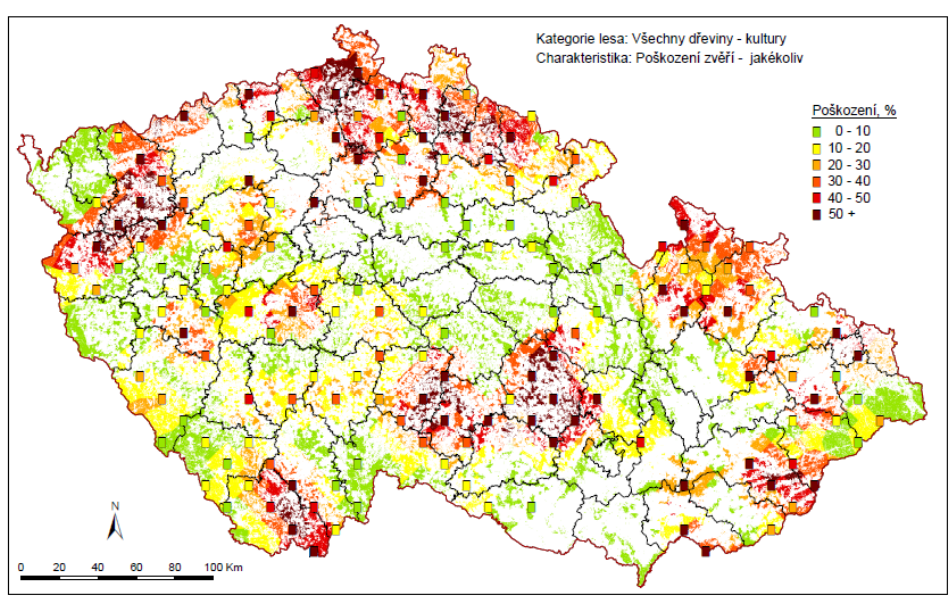 Kategorie lesa: Všechny dřeviny - kultury
Charakteristika: Poškození zvěří - jakékoliv
Poškození, %
0 - 10
10 - 20
20 - 30
30 - 40
40 - 50
50 +
N
0 20 40 60 80 100 Km